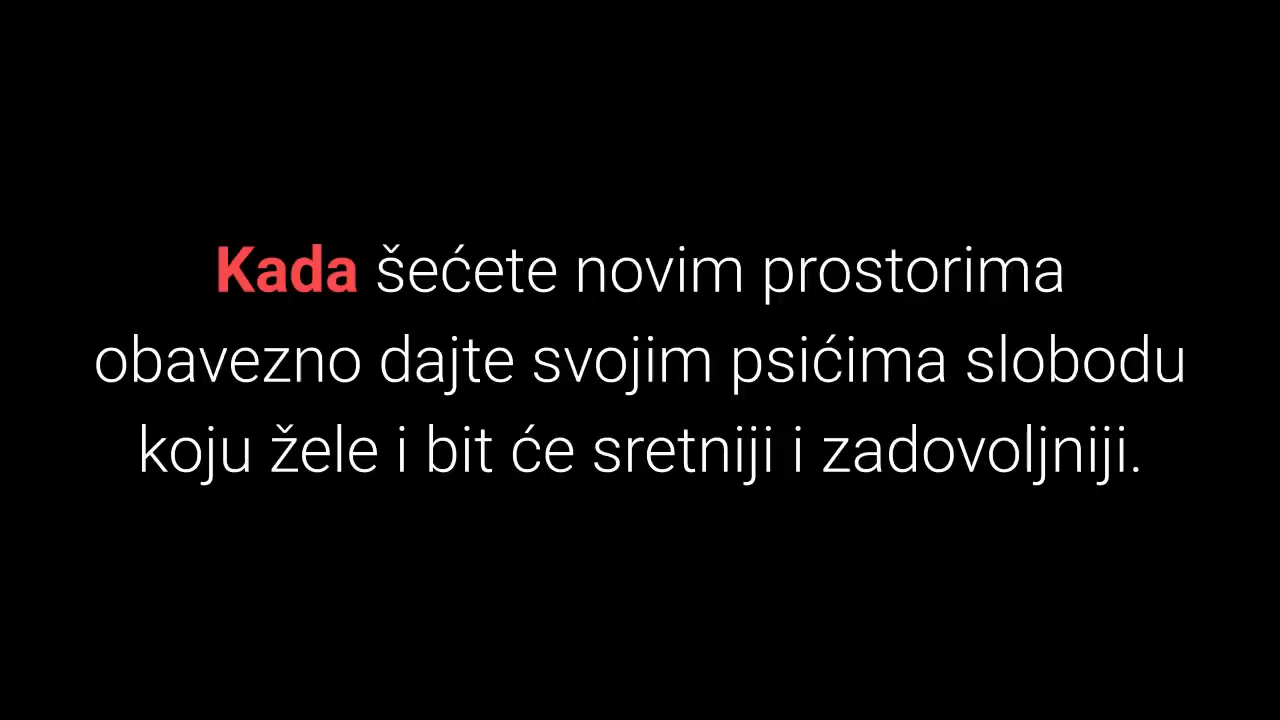 Kada šećete novim prostorima
obavezno dajte svojim psićima slobodu
koju žele i bit će sretniji i zadovoljniji.